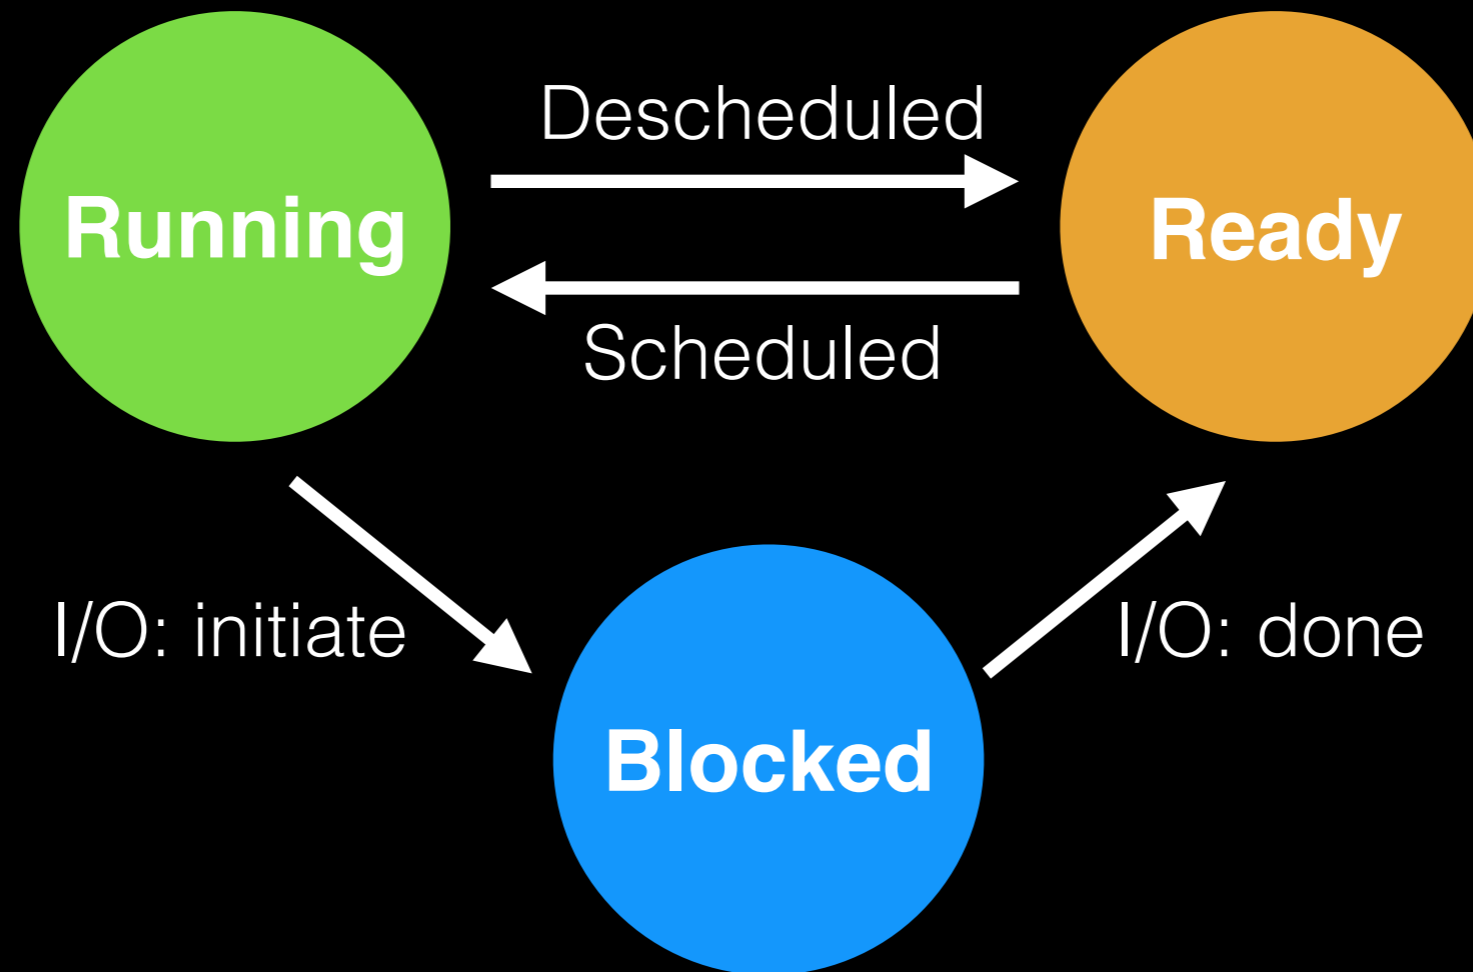 Descheduled
Running
Ready
Scheduled
I/O: initiate
I/O: done
Blocked